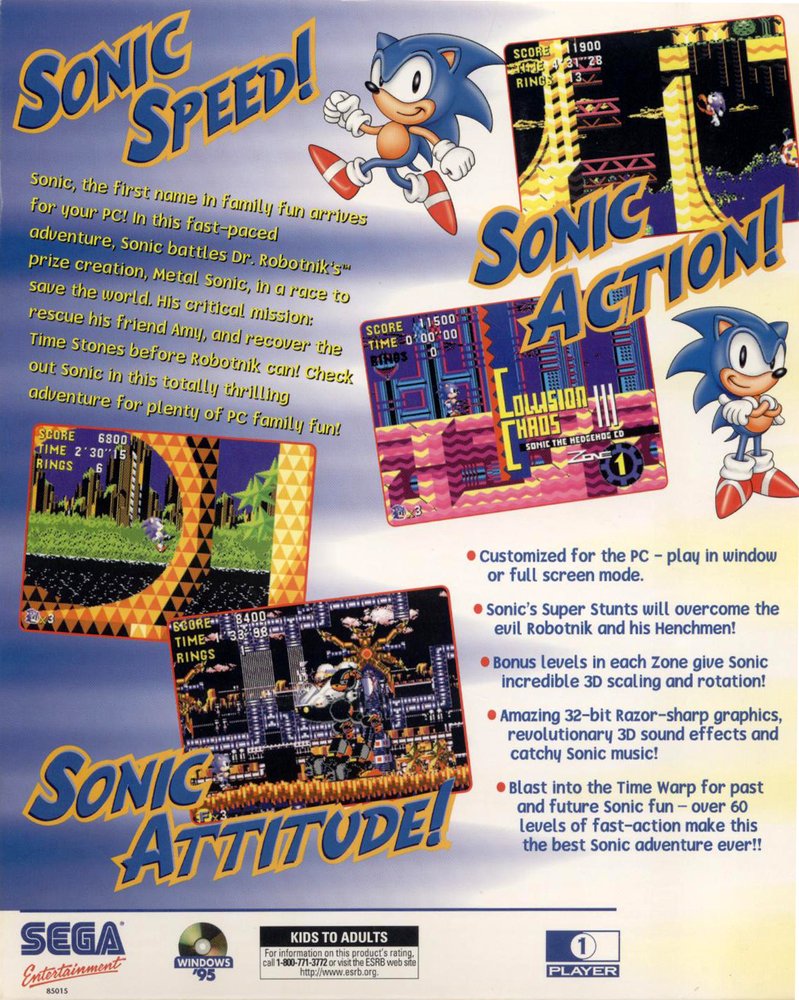 SONIC
SPEED!
Sonic, the first name in family fun arrives
for your PC! In this fast-paced
adventure, Sonic battles Dr. Robotnik's™
prize creation, Metal Sonic, in a race to
save the world. His critical mission:
rescue his friend Amy, and recover the
Time Stones before Robotnik can! Check
out Sonic in this totally thrilling
adventure for plenty of PC family fun!
SCORE 11900
TIME 4'31"28
RINGS 13
SONIC
ACTION!
SCORE 11500
TIME 0'00"00
RINGS 0
COLLISION
CHAOS
SONIC THE HEDGEHOG CD
ZONE 1
×3
SCORE 6800
TIME 2'30"15
RINGS 6
×3
SCORE 8400
TIME 33"98
RINGS
×3
• Customized for the PC – play in window
or full screen mode.
• Sonic's Super Stunts will overcome the
evil Robotnik and his Henchmen!
• Bonus levels in each Zone give Sonic
incredible 3D scaling and rotation!
• Amazing 32-bit Razor-sharp graphics,
revolutionary 3D sound effects and
catchy Sonic music!
• Blast into the Time Warp for past
and future Sonic fun – over 60
levels of fast-action make this
the best Sonic adventure ever!!
SONIC
ATTITUDE!
SEGA®
Entertainment™
85015
WINDOWS
'95
KIDS TO ADULTS
For information on this product's rating,
call 1-800-771-3772 or visit the ESRB web site
http://www.esrb.org.
1
PLAYER